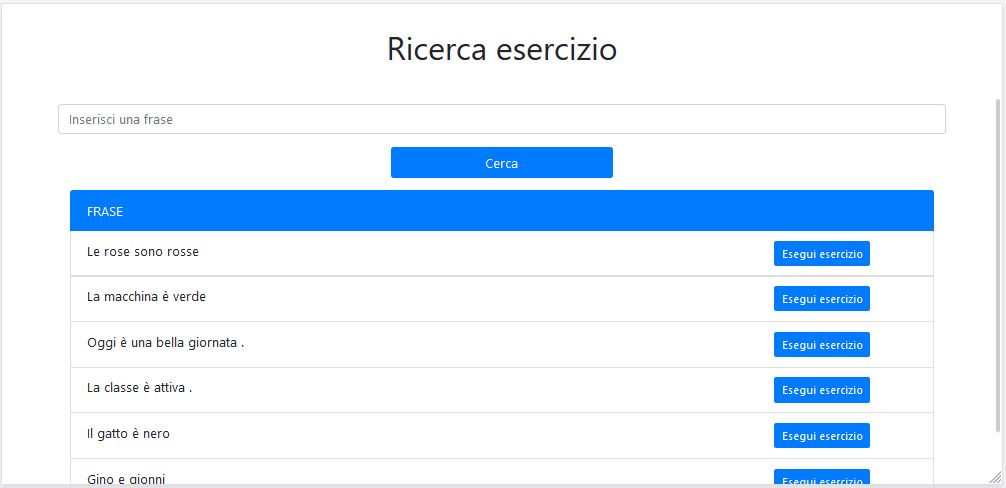 Ricerca esercizio
Inserisci una frase
Cerca
FRASE
Le rose sono rosse Esegui esercizio
La macchina è verde Esegui esercizio
Oggi è una bella giornata . Esegui esercizio
La classe è attiva . Esegui esercizio
Il gatto è nero Esegui esercizio
Gino e gionni Esegui esercizio